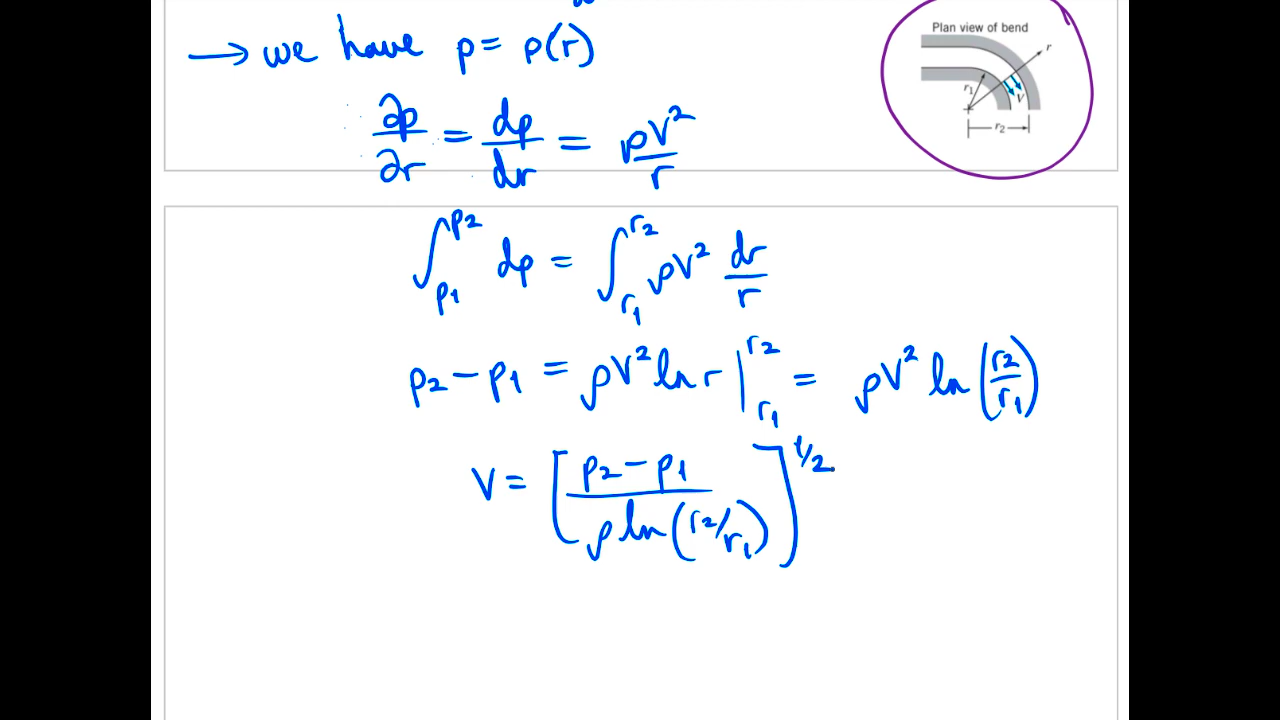 → we have p = p(r)
Plan view of bend
r
r₁
V
r₂
∂p/∂r = dp/dr = ρV²/r
∫_{p₁}^{p₂} dp = ∫_{r₁}^{r₂} ρV² dr/r
p₂ - p₁ = ρV² ln r |_{r₁}^{r₂} = ρV² ln(r₂/r₁)
V = [p₂ - p₁ / ρ ln(r₂/r₁)]^{1/2}